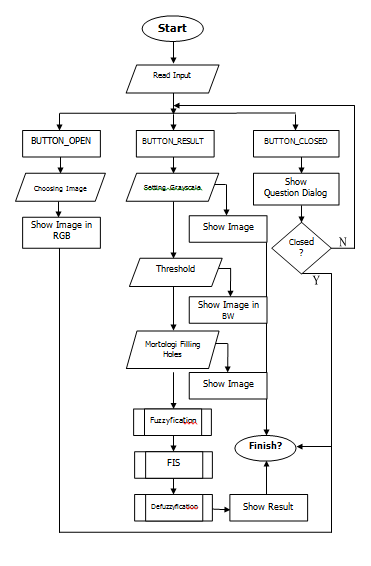 Start
Read Input
BUTTON_OPEN
BUTTON_RESULT
BUTTON_CLOSED
Choosing Image
Setting Grayscale
Show
Question Dialog
Show Image in
RGB
Show Image
Closed
?
N
Threshold
Y
Show Image in
BW
Mortologi Filling
Holes
Show Image
Fuzzyfication
Finish?
FIS
Defuzzyfication
Show Result